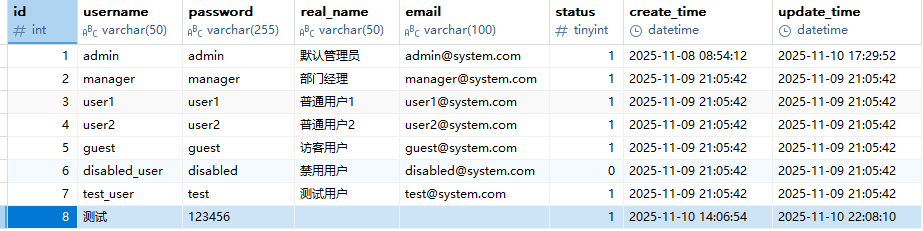 id username password real_name email status create_time update_time
# int ABC varchar(50) ABC varchar(255) ABC varchar(50) ABC varchar(100) # tinyint datetime datetime
1 admin admin 默认管理员 admin@system.com 1 2025-11-08 08:54:12 2025-11-10 17:29:52
2 manager manager 部门经理 manager@system.com 1 2025-11-09 21:05:42 2025-11-09 21:05:42
3 user1 user1 普通用户1 user1@system.com 1 2025-11-09 21:05:42 2025-11-09 21:05:42
4 user2 user2 普通用户2 user2@system.com 1 2025-11-09 21:05:42 2025-11-09 21:05:42
5 guest guest 访客用户 guest@system.com 1 2025-11-09 21:05:42 2025-11-09 21:05:42
6 disabled_user disabled 禁用用户 disabled@system.com 0 2025-11-09 21:05:42 2025-11-09 21:05:42
7 test_user test 测试用户 test@system.com 1 2025-11-09 21:05:42 2025-11-09 21:05:42
8 测试 123456 1 2025-11-10 14:06:54 2025-11-10 22:08:10